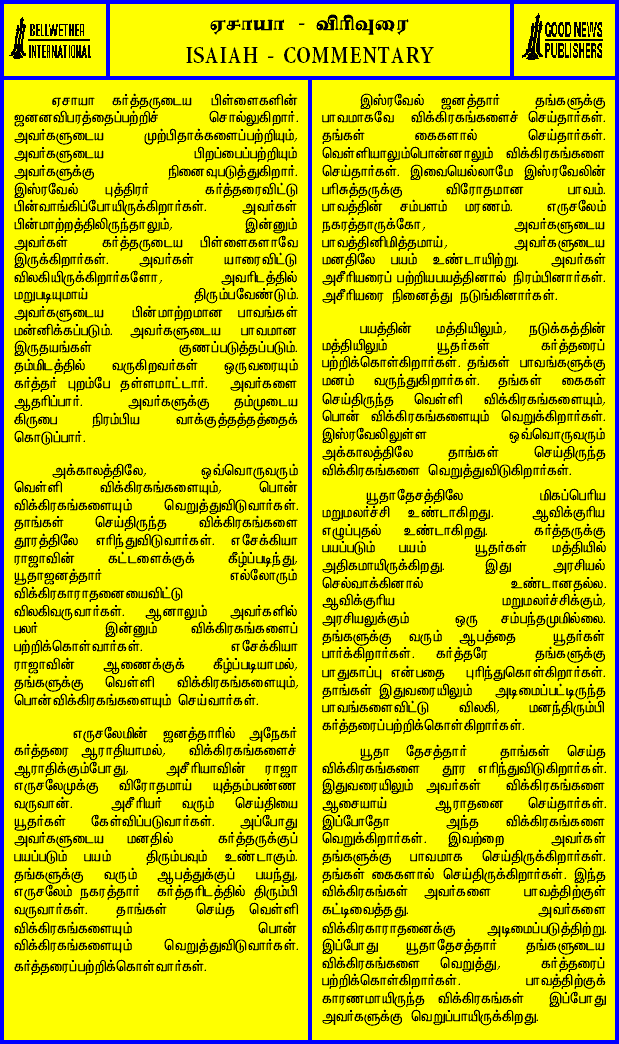 BELLWETHER
INTERNATIONAL
ஏசாயா - விரிவுரை
ISAIAH - COMMENTARY
GOOD NEWS
PUBLISHERS
ஏசாயா கர்த்தருடைய பிள்ளைகளின்
ஜனனவிபரத்தைப்பற்றிச் சொல்லுகிறார்.
அவர்களுடைய முற்பிதாக்களைப்பற்றியும்,
அவர்களுடைய பிறப்பைப்பற்றியும்
அவர்களுக்கு நினைவுபடுத்துகிறார்.
இஸ்ரவேல் புத்திரர் கர்த்தரைவிட்டு
பின்வாங்கிப்போயிருக்கிறார்கள். அவர்கள்
பின்மாற்றத்திலிருந்தாலும், இன்னும்
அவர்கள் கர்த்தருடைய பிள்ளைகளாவே
இருக்கிறார்கள். அவர்கள் யாரைவிட்டு
விலகியிருக்கிறார்களோ, அவரிடத்தில்
மறுபடியுமாய் திரும்பவேண்டும்.
அவர்களுடைய பின்மாற்றமான பாவங்கள்
மன்னிக்கப்படும். அவர்களுடைய பாவமான
இருதயங்கள் குணப்படுத்தப்படும்.
தம்மிடத்தில் வருகிறவர்கள் ஒருவரையும்
கர்த்தர் புறம்பே தள்ளமாட்டார். அவர்களை
ஆதரிப்பார். அவர்களுக்கு தம்முடைய
கிருபை நிரம்பிய வாக்குத்தத்தத்தைக்
கொடுப்பார்.
அக்காலத்திலே, ஒவ்வொருவரும்
வெள்ளி விக்கிரகங்களையும், பொன்
விக்கிரகங்களையும் வெறுத்துவிடுவார்கள்.
தாங்கள் செய்திருந்த விக்கிரகங்களை
தூரத்திலே எரிந்துவிடுவார்கள். எசேக்கியா
ராஜாவின் கட்டளைக்குக் கீழ்ப்படிந்து,
யூதாஜனத்தார் எல்லோரும்
விக்கிரகாராதனையைவிட்டு
விலகிவருவார்கள். ஆனாலும் அவர்களில்
பலர் இன்னும் விக்கிரகங்களைப்
பற்றிக்கொள்வார்கள். எசேக்கியா
ராஜாவின் ஆணைக்குக் கீழ்ப்படியாமல்,
தங்களுக்கு வெள்ளி விக்கிரகங்களையும்,
பொன்விக்கிரகங்களையும் செய்வார்கள்.
எருசலேமின் ஜனத்தாரில் அநேகர்
கர்த்தரை ஆராதியாமல், விக்கிரகங்களைச்
ஆராதிக்கும்போது, அசீரியாவின் ராஜா
எருசலேமுக்கு விரோதமாய் யுத்தம்பண்ண
வருவான். அசீரியர் வரும் செய்தியை
யூதர்கள் கேள்விப்படுவார்கள். அப்போது
அவர்களுடைய மனதில் கர்த்தருக்குப்
பயப்படும் பயம் திரும்பவும் உண்டாகும்.
தங்களுக்கு வரும் ஆபத்துக்குப் பயந்து,
எருசலேம் நகரத்தார் கர்த்தரிடத்தில் திரும்பி
வருவார்கள். தாங்கள் செய்த வெள்ளி
விக்கிரகங்களையும் பொன்
விக்கிரகங்களையும் வெறுத்துவிடுவார்கள்.
கர்த்தரைப்பற்றிக்கொள்வார்கள்.
இஸ்ரவேல் ஜனத்தார் தங்களுக்கு
பாவமாகவே விக்கிரகங்களைச் செய்தார்கள்.
தங்கள் கைகளால் செய்தார்கள்.
வெள்ளியாலும்பொன்னாலும் விக்கிரகங்களை
செய்தார்கள். இவையெல்லாமே இஸ்ரவேலின்
பரிசுத்தருக்கு விரோதமான பாவம்.
பாவத்தின் சம்பளம் மரணம். எருசலேம்
நகரத்தாருக்கோ, அவர்களுடைய
பாவத்தினிமித்தமாய், அவர்களுடைய
மனதிலே பயம் உண்டாயிற்று. அவர்கள்
அசீரியரைப் பற்றியபயத்தினால் நிரம்பினார்கள்.
அசீரியரை நினைத்து நடுங்கினார்கள்.
பயத்தின் மத்தியிலும், நடுக்கத்தின்
மத்தியிலும் யூதர்கள் கர்த்தரைப்
பற்றிக்கொள்கிறார்கள். தங்கள் பாவங்களுக்கு
மனம் வருந்துகிறார்கள். தங்கள் கைகள்
செய்திருந்த வெள்ளி விக்கிரகங்களையும்,
பொன் விக்கிரகங்களையும் வெறுக்கிறார்கள்.
இஸ்ரவேலிலுள்ள ஒவ்வொருவரும்
அக்காலத்திலே தாங்கள் செய்திருந்த
விக்கிரகங்களை வெறுத்துவிடுகிறார்கள்.
யூதாதேசத்திலே மிகப்பெரிய
மறுமலர்ச்சி உண்டாகிறது. ஆவிக்குரிய
எழுப்புதல் உண்டாகிறது. கர்த்தருக்கு
பயப்படும் பயம் யூதர்கள் மத்தியில்
அதிகமாயிருக்கிறது. இது அரசியல்
செல்வாக்கினால் உண்டானதல்ல.
ஆவிக்குரிய மறுமலர்ச்சிக்கும்,
அரசியலுக்கும் ஒரு சம்பந்தமுமில்லை.
தங்களுக்கு வரும் ஆபத்தை யூதர்கள்
பார்க்கிறார்கள். கர்த்தரே தங்களுக்கு
பாதுகாப்பு என்பதை புரிந்துகொள்கிறார்கள்.
தாங்கள் இதுவரையிலும் அடிமைப்பட்டிருந்த
பாவங்களைவிட்டு விலகி, மனந்திரும்பி
கர்த்தரைப்பற்றிக்கொள்கிறார்கள்.
யூதா தேசத்தார் தாங்கள் செய்த
விக்கிரகங்களை தூர எரிந்துவிடுகிறார்கள்.
இதுவரையிலும் அவர்கள் விக்கிரகங்களை
ஆசையாய் ஆராதனை செய்தார்கள்.
இப்போதோ அந்த விக்கிரகங்களை
வெறுக்கிறார்கள். இவற்றை அவர்கள்
தங்களுக்கு பாவமாக செய்திருக்கிறார்கள்.
தங்கள் கைகளால் செய்திருக்கிறார்கள். இந்த
விக்கிரகங்கள் அவர்களை பாவத்திற்குள்
கட்டிவைத்தது. அவர்களை
விக்கிரகாராதனைக்கு அடிமைப்படுத்திற்று.
இப்போது யூதாதேசத்தார் தங்களுடைய
விக்கிரகங்களை வெறுத்து, கர்த்தரைப்
பற்றிக்கொள்கிறார்கள். பாவத்திற்குக்
காரணமாயிருந்த விக்கிரகங்கள் இப்போது
அவர்களுக்கு வெறுப்பாயிருக்கிறது.